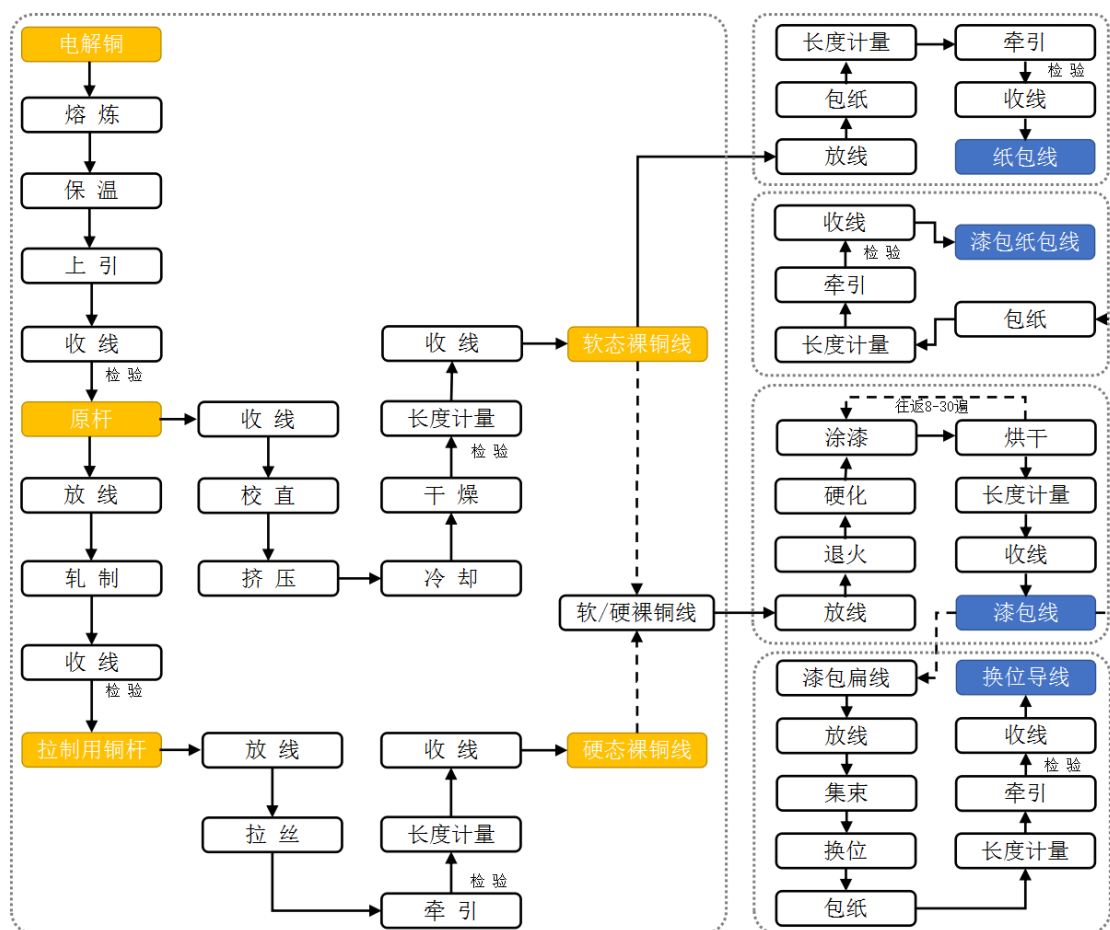 电解铜
熔 炼
保 温
上 引
收 线
检 验
原杆
放 线
轧 制
收 线
检 验
拉制用铜杆
收 线
校 直
挤 压
冷 却
干 燥
检 验
长度计量
收 线
软态裸铜线
放 线
拉 丝
牵 引
检 验
长度计量
收 线
硬态裸铜线
软/硬裸铜线
放线
包纸
长度计量
牵引
检 验
收线
纸包线
包纸
长度计量
牵引
检 验
收线
漆包纸包线
放线
退火
硬化
涂漆
往返8-30遍
烘干
长度计量
收线
漆包线
漆包扁线
放线
集束
换位
包纸
长度计量
牵引
检 验
收线
换位导线